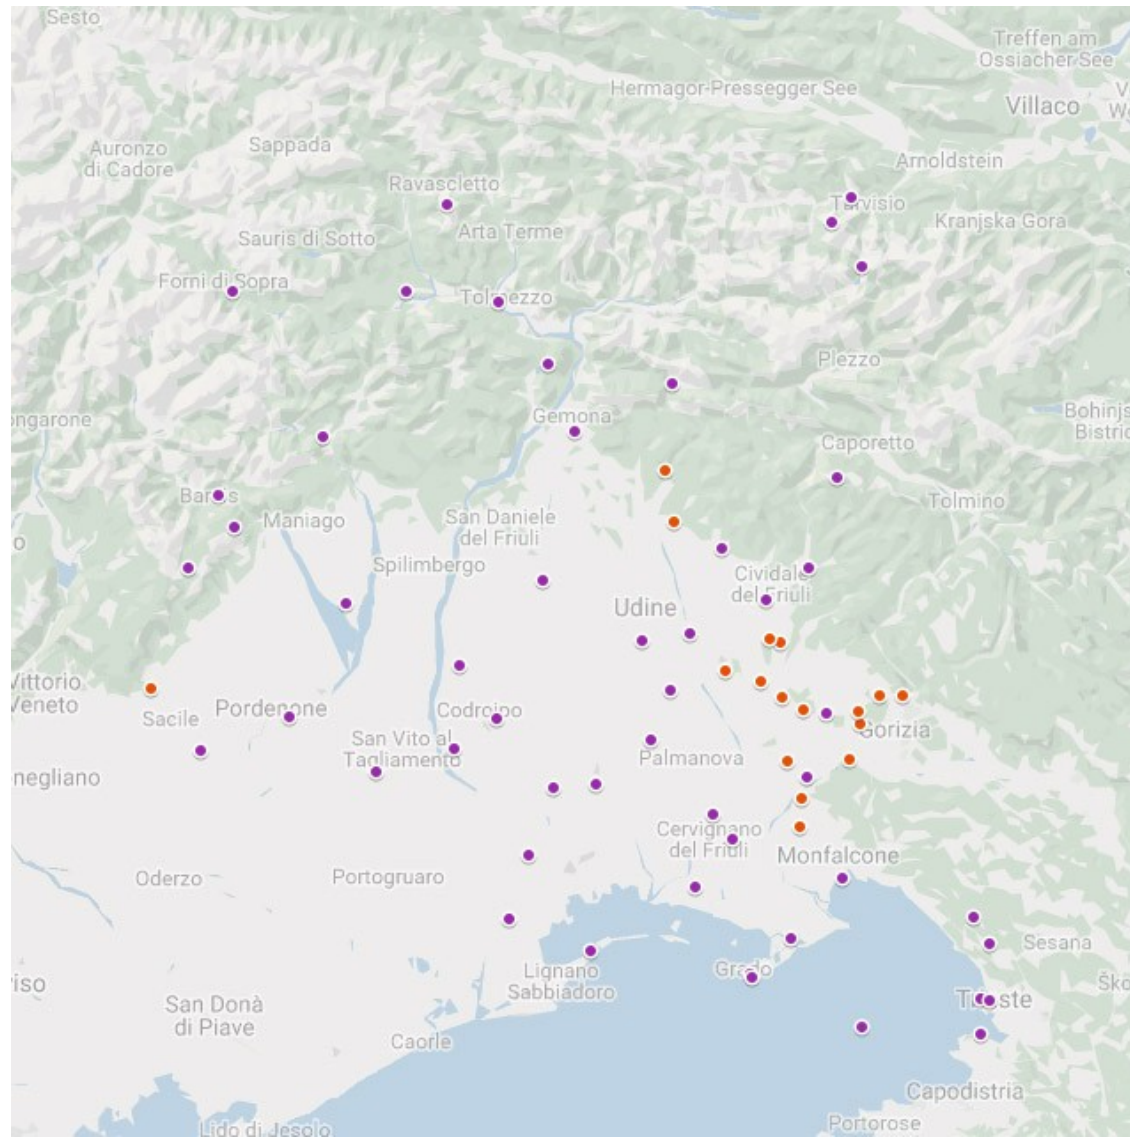 Sesto
Treffen am
Ossiacher See
Hermagor-Pressegger See
Villaco
V
We
Auronzo
di Cadore
Sappada
Arnoldstein
Ravascletto
Tarvisio
Kranjska Gora
Sauris di Sotto
Arta Terme
Forni di Sopra
Tolmezzo
Plezzo
ongarone
Gemona
Bohinjs
Bistric
Caporetto
Barcis
Tolmino
Maniago
San Daniele
del Friuli
o
Spilimbergo
Cividale
del Friuli
Udine
Vittorio
Veneto
Sacile
Pordenone
Codroipo
Gorizia
San Vito al
Tagliamento
Palmanova
negliano
Cervignano
del Friuli
Monfalcone
Oderzo
Portogruaro
Sesana
Lignano
Sabbiadoro
Grado
iso
Ško
San Donà
di Piave
Trieste
Caorle
Capodistria
Lido di Jesolo
Portorose